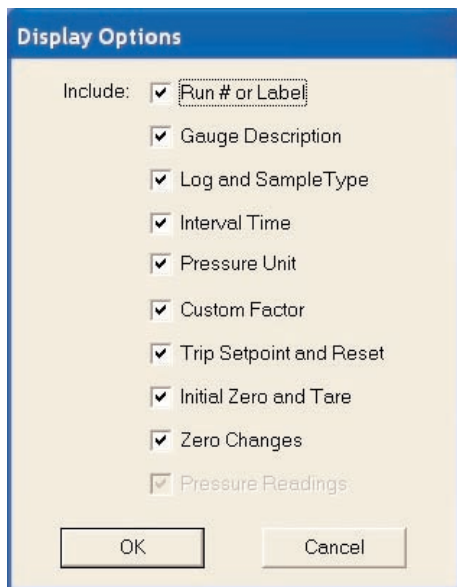 Display Options
Include: Run # or Label
Gauge Description
Log and SampleType
Interval Time
Pressure Unit
Custom Factor
Trip Setpoint and Reset
Initial Zero and Tare
Zero Changes
Pressure Readings
OK Cancel